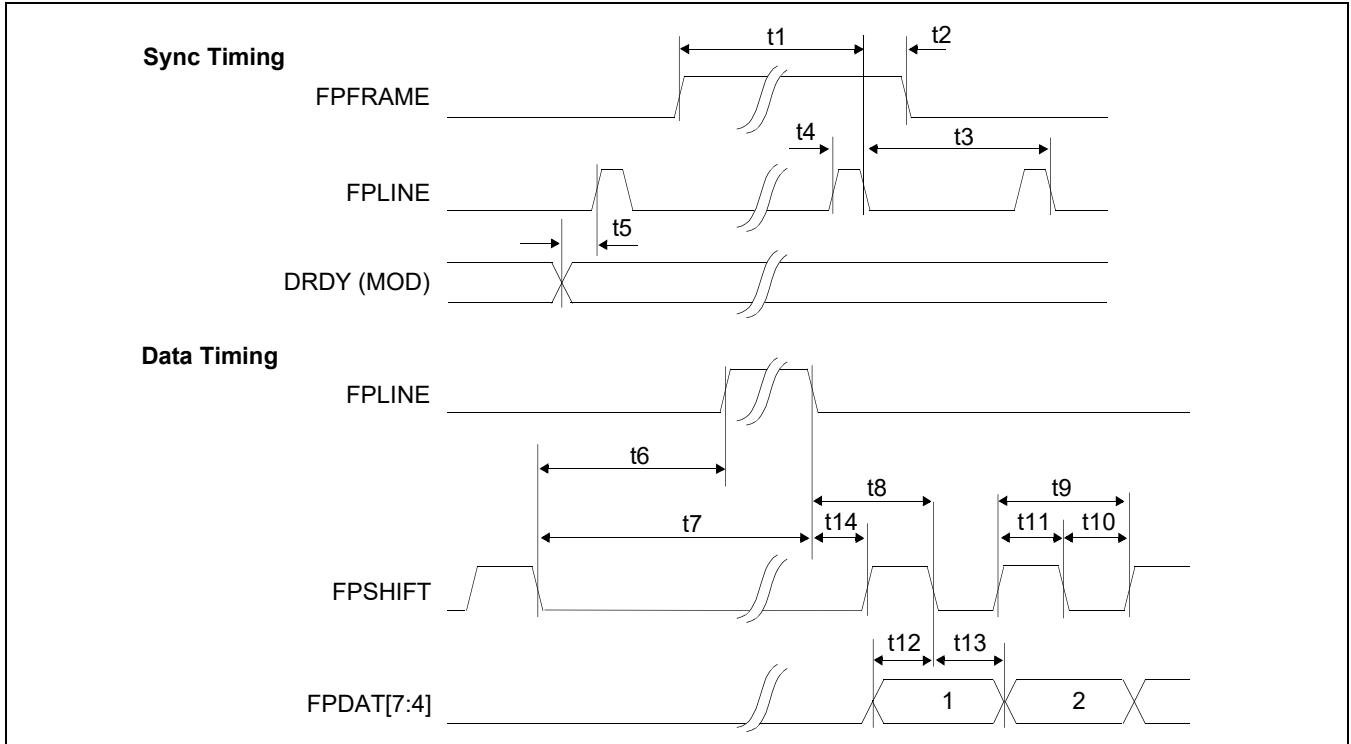 Sync Timing
t1
t2
FPFRAME
t4
t3
FPLINE
t5
DRDY (MOD)
Data Timing
FPLINE
t6
t8
t9
t7
t14
t11
t10
FPSHIFT
t12
t13
FPDAT[7:4]
1
2